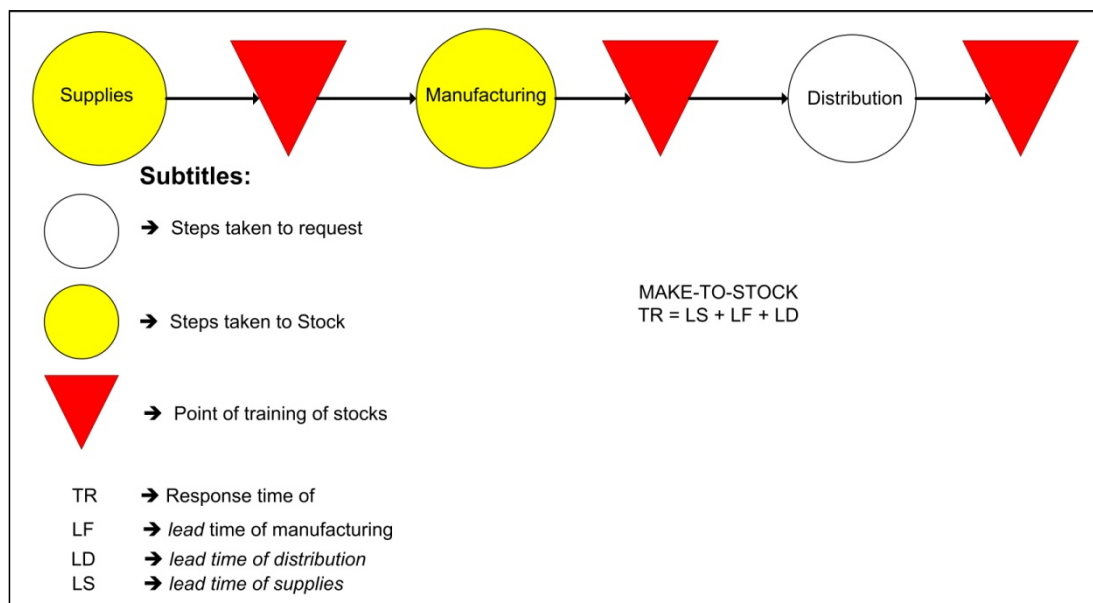 Supplies
Manufacturing
Distribution
Subtitles:
➔ Steps taken to request
➔ Steps taken to Stock
➔ Point of training of stocks
MAKE-TO-STOCK
TR = LS + LF + LD
TR ➔ Response time of
LF ➔ lead time of manufacturing
LD ➔ lead time of distribution
LS ➔ lead time of supplies